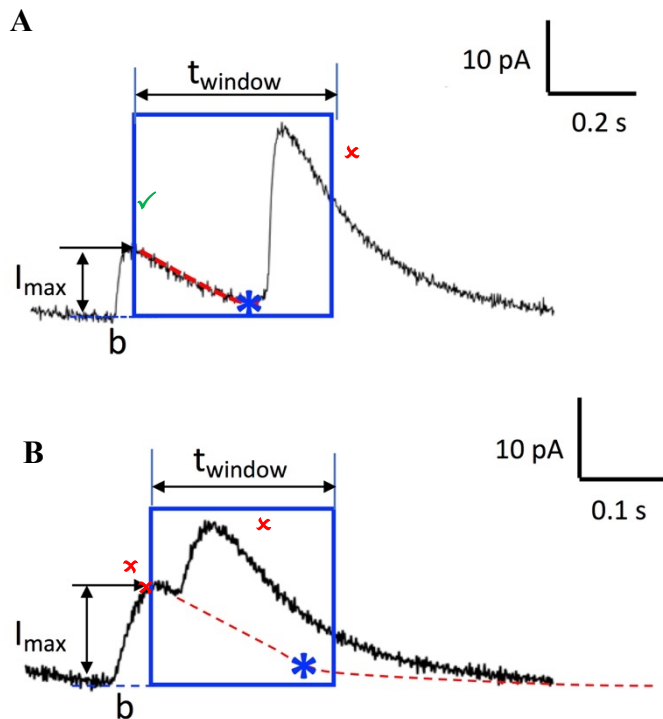 A
t_window
10 pA
0.2 s
I_max
b
B
t_window
10 pA
0.1 s
I_max
b